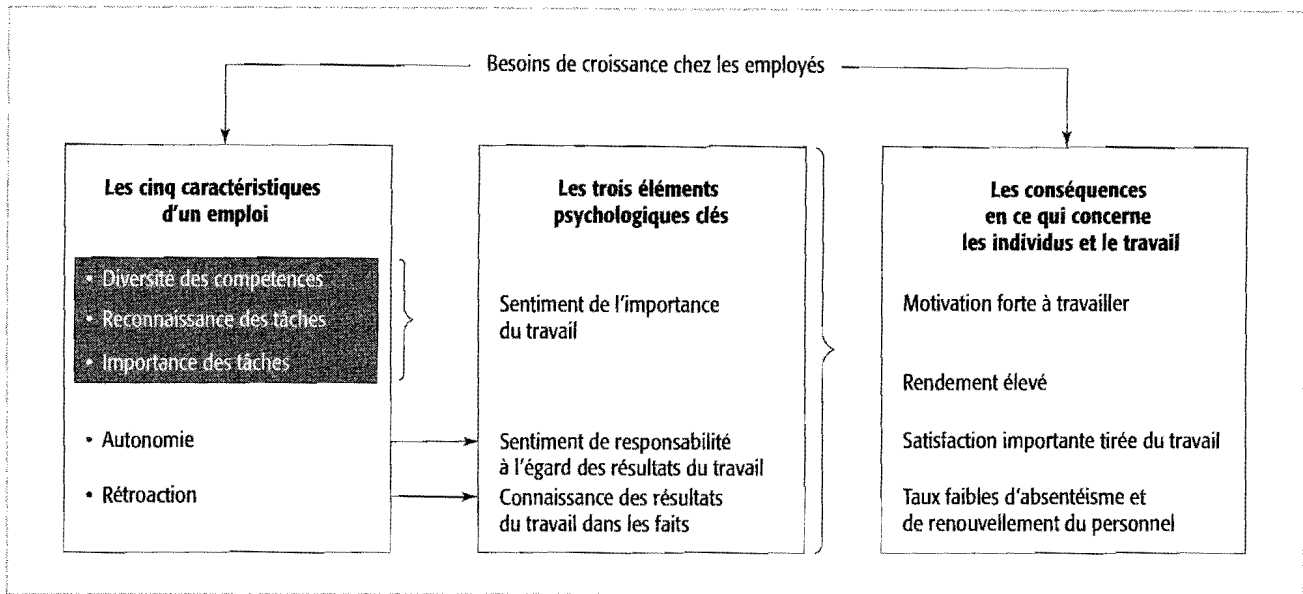 Besoins de croissance chez les employés
Les cinq caractéristiques
d'un emploi
• Diversité des compétences
• Reconnaissance des tâches
• Importance des tâches
• Autonomie
• Rétroaction
Les trois éléments
psychologiques clés
Sentiment de l'importance
du travail
Sentiment de responsabilité
à l'égard des résultats du travail
Connaissance des résultats
du travail dans les faits
Les conséquences
en ce qui concerne
les individus et le travail
Motivation forte à travailler
Rendement élevé
Satisfaction importante tirée du travail
Taux faibles d'absentéisme et
de renouvellement du personnel